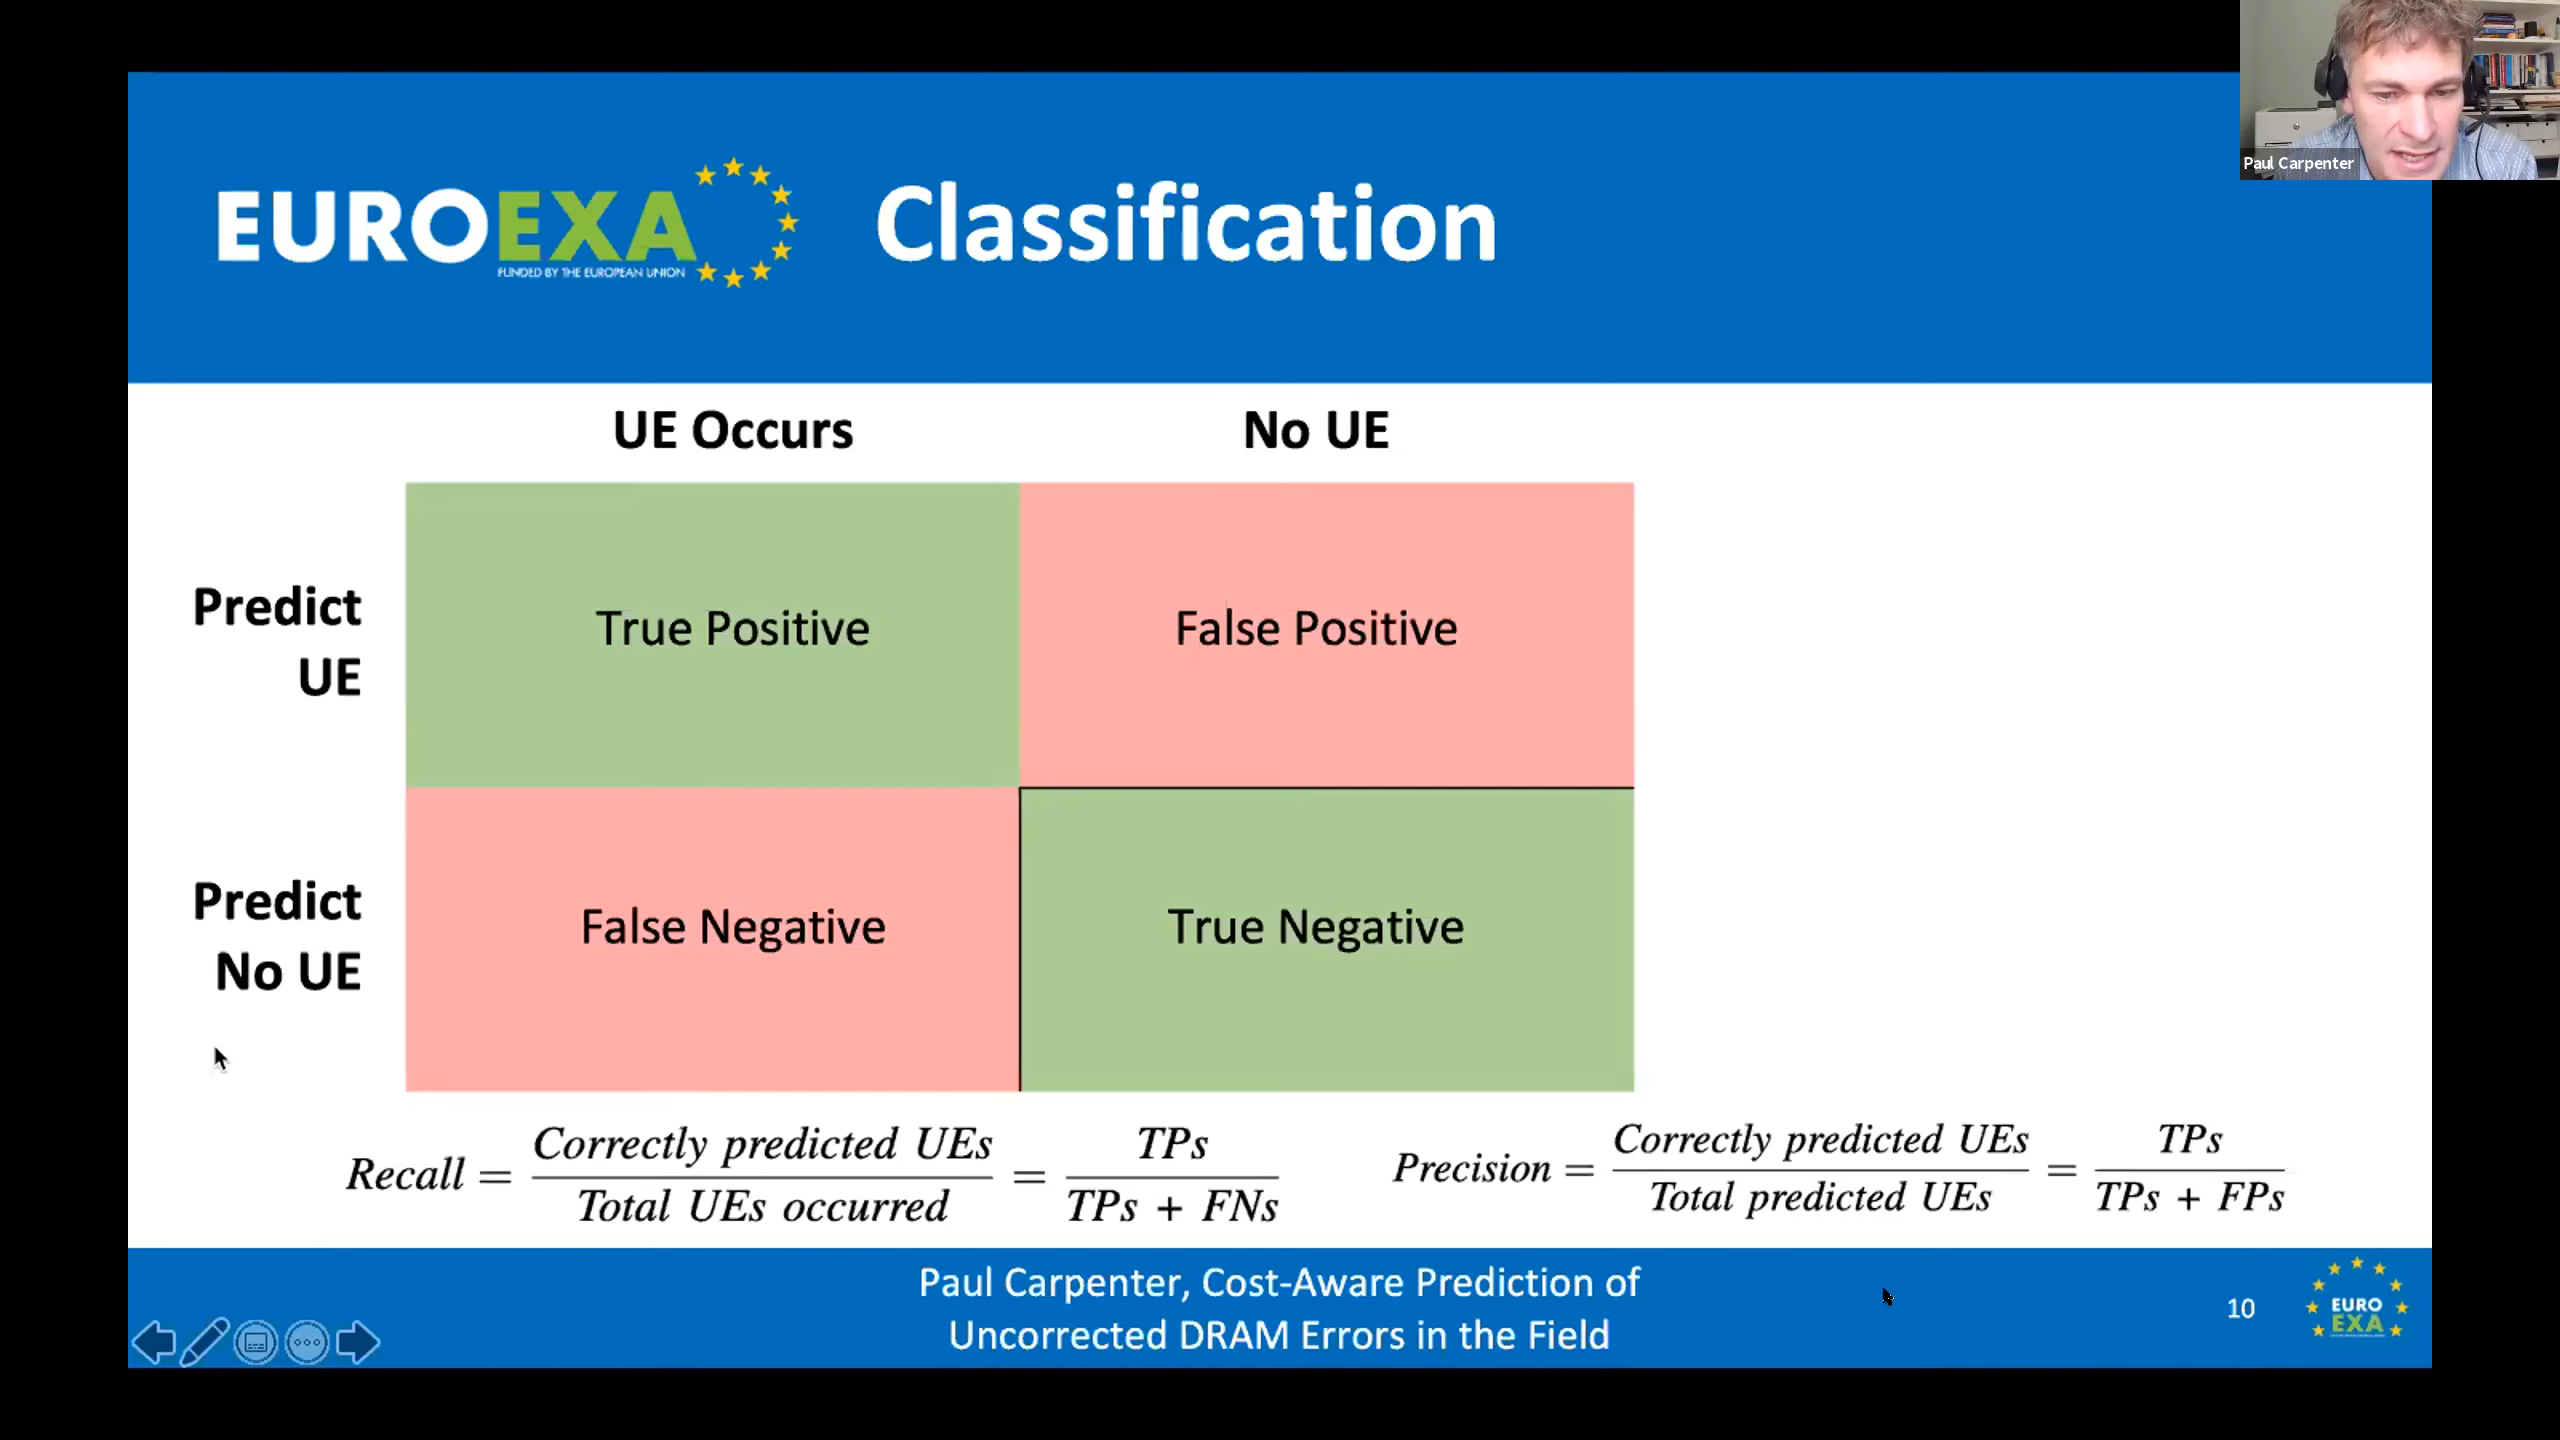 Paul Carpenter
EUROEXA
FUNDED BY THE EUROPEAN UNION
Classification
UE Occurs
No UE
Predict
UE
True Positive
False Positive
Predict
No UE
False Negative
True Negative
Recall = Correctly predicted UEs / Total UEs occurred = TPs / TPs + FNs
Precision = Correctly predicted UEs / Total predicted UEs = TPs / TPs + FPs
Paul Carpenter, Cost-Aware Prediction of
Uncorrected DRAM Errors in the Field
10
EURO
EXA